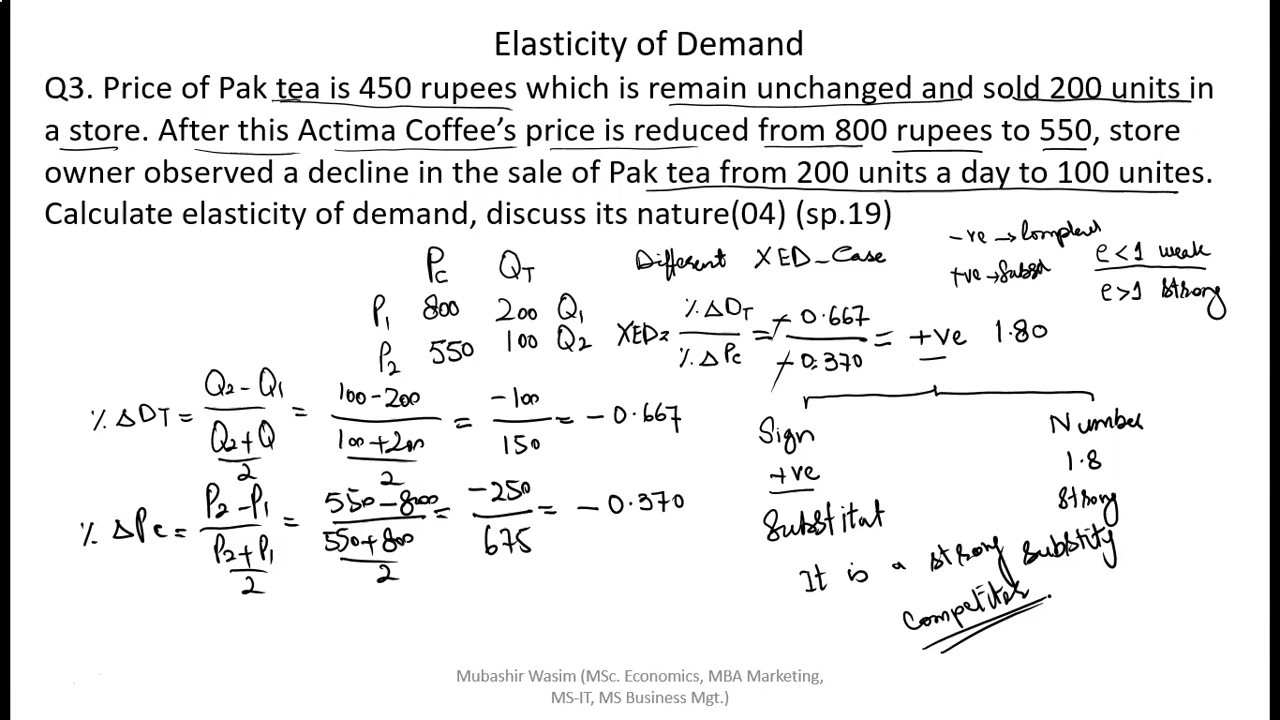 Elasticity of Demand
Q3. Price of Pak tea is 450 rupees which is remain unchanged and sold 200 units in
a store. After this Actima Coffee's price is reduced from 800 rupees to 550, store
owner observed a decline in the sale of Pak tea from 200 units a day to 100 unites.
Calculate elasticity of demand, discuss its nature(04) (sp.19)
-ve →
+ve →
e<1 weak
e>1 strong
Pc QT Different XED-Case
P1 800 200 Q1
P2 550 100 Q2
XED = % ΔDT / % ΔPc = -0.667 / -0.370 = +ve 1.80
% ΔDT = Q2 - Q1 / Q2+Q / 2 = 100-200 / 100+200 / 2 = -100 / 150 = -0.667
% ΔPc = P2-P1 / P2+P1 / 2 = 550-800 / 550+800 / 2 = -250 / 675 = -0.370
Sign
+ve
Substitut
Number
1.8
Strong
It is a strong
Mubashir Wasim (MSc. Economics, MBA Marketing,
MS-IT, MS Business Mgt.)